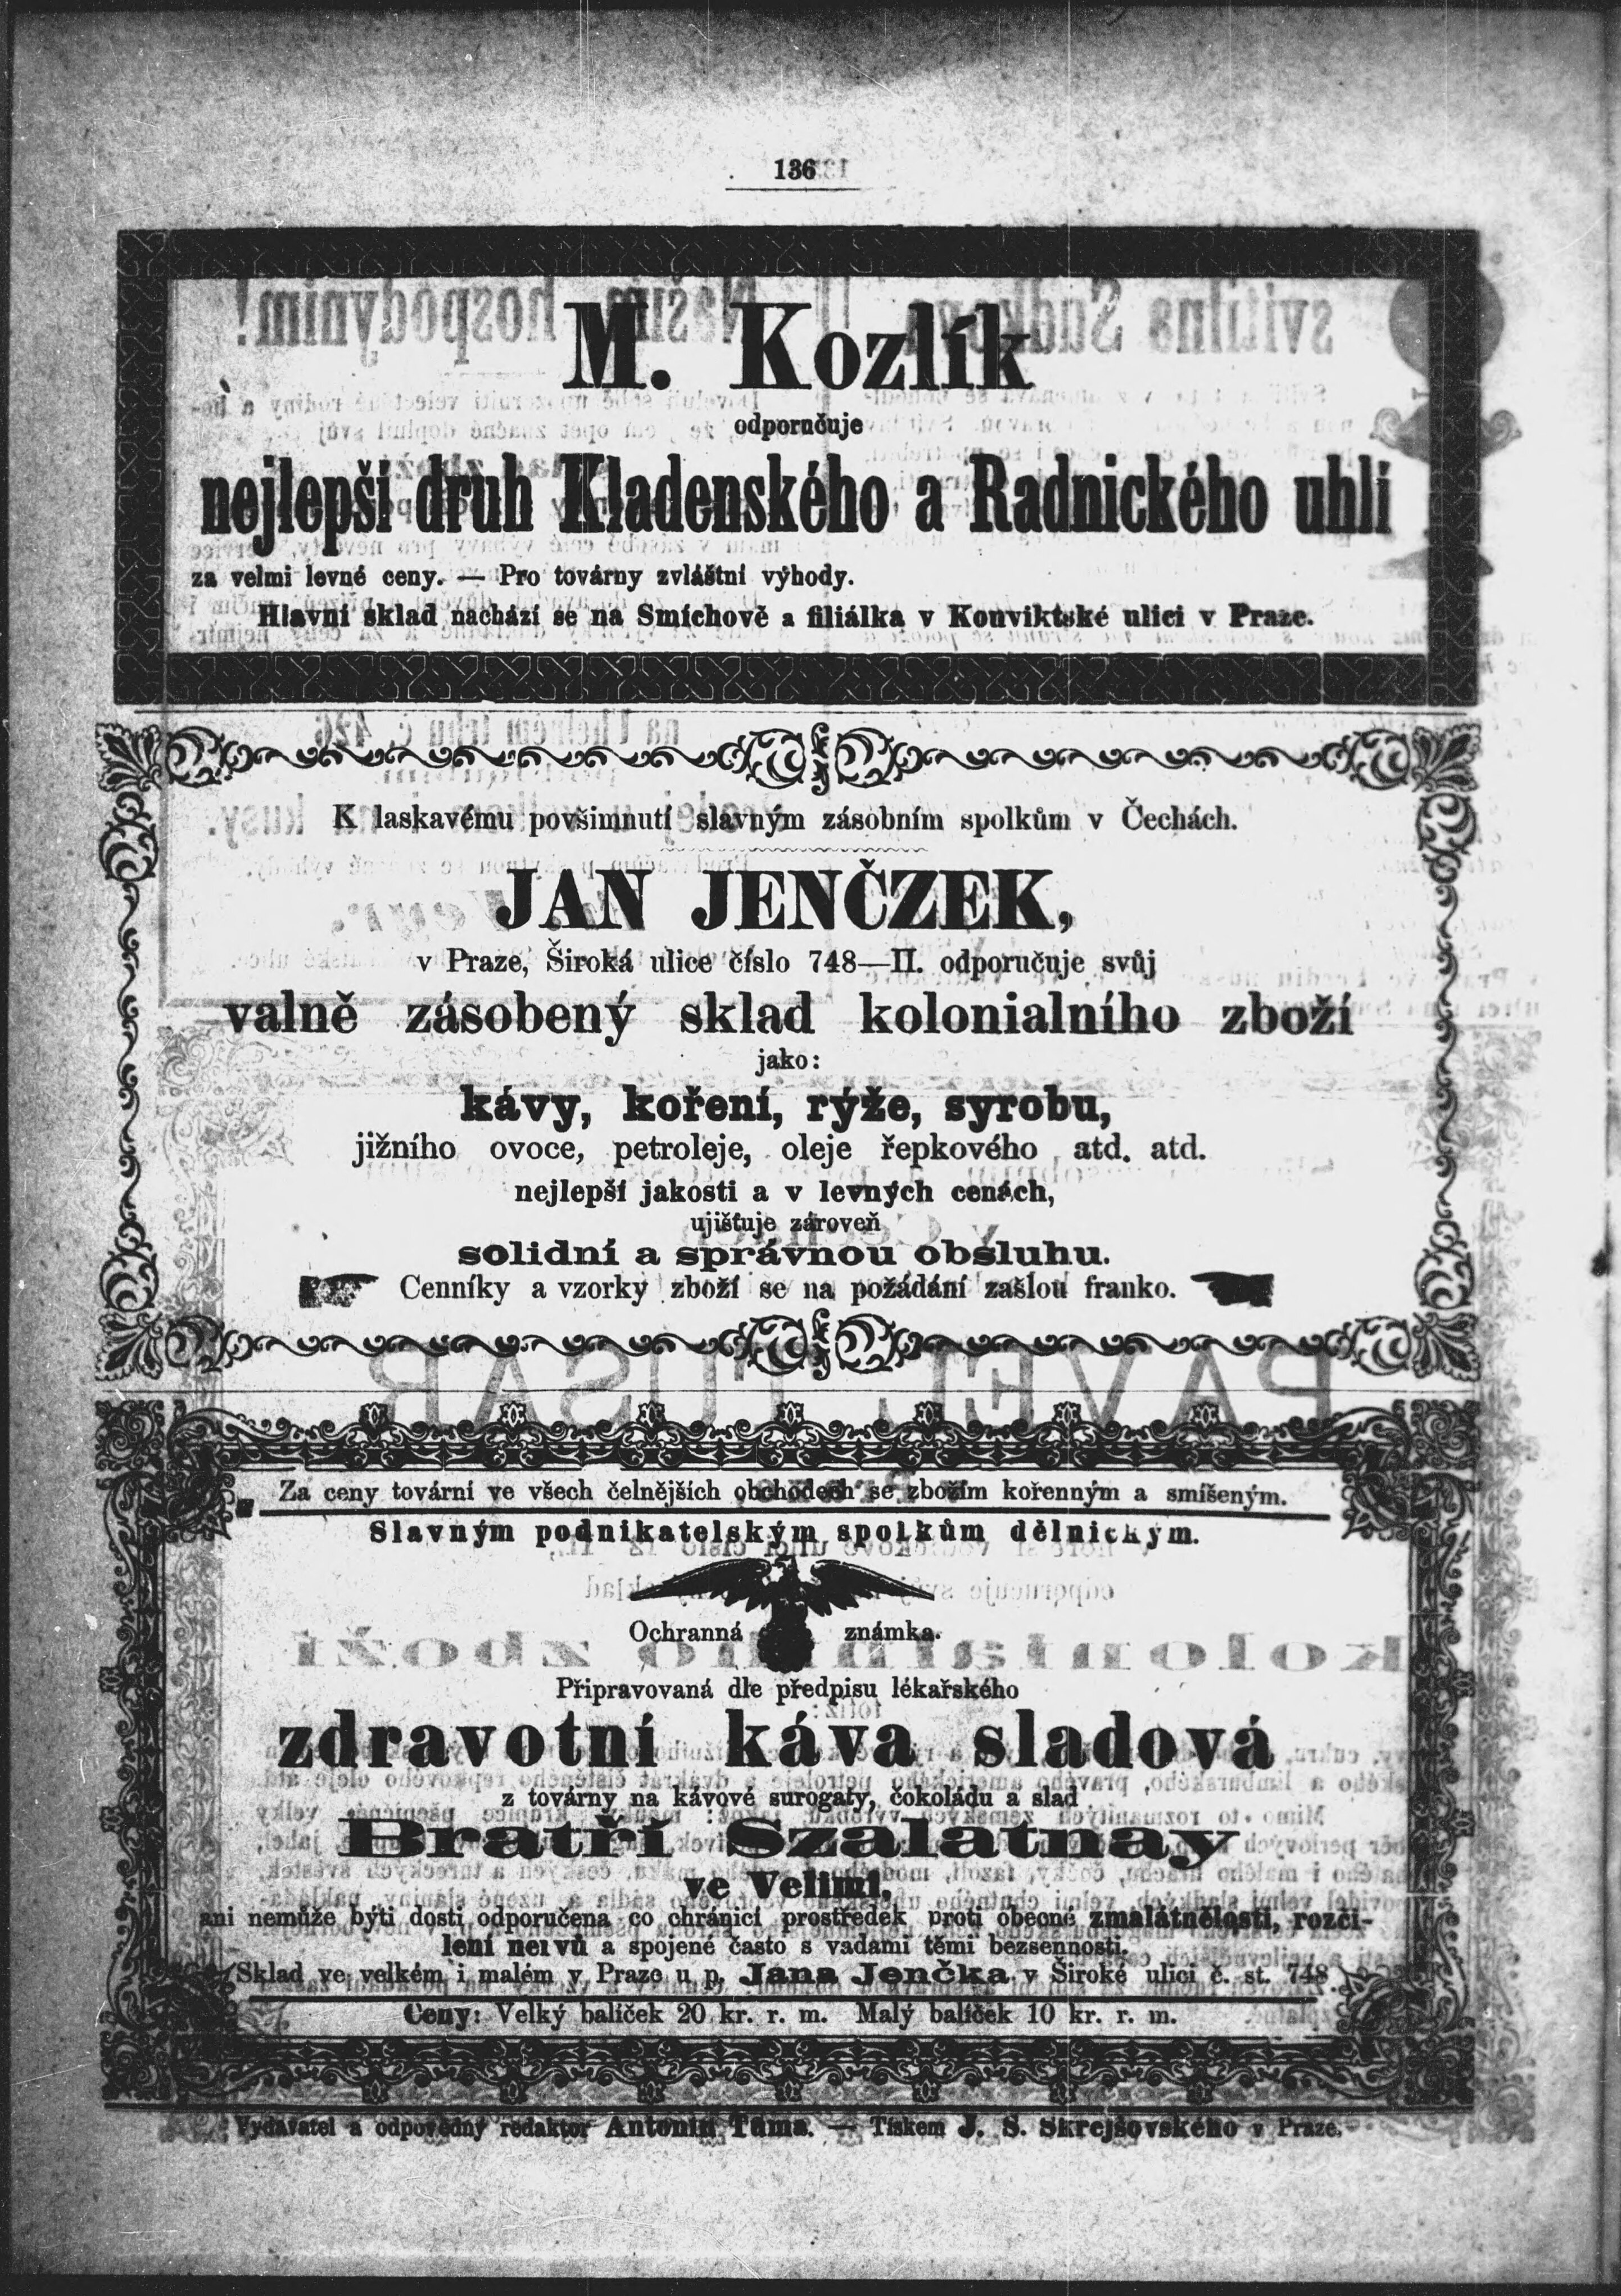 136
M. Kozlík
odporučuje
nejlepší druh Kladenského a Radnického uhlí
za velmi levné ceny. — Pro továrny zvláštní výhody.
Hlavní sklad nachází se na Smíchově a filiálka v Konviktské ulici v Praze.
K laskavému povšimnutí slavným zásobním spolkům v Čechách.
JAN JENČZEK,
v Praze, Široká ulice číslo 748—II. odporučuje svůj
valně zásobený sklad kolonialního zboží
jako:
kávy, koření, rýže, syrobu,
jižního ovoce, petroleje, oleje řepkového atd. atd.
nejlepší jakosti a v levných cenách,
ujišťuje zároveň
solidní a správnou obsluhu.
Cenníky a vzorky zboží se na požádání zašlou franko.
Za ceny tovární ve všech čelnějších obchodech se zbožím kořenným a smíšeným.
Slavným podnikatelským spolkům dělnickým.
Ochranná známka.
Připravovaná dle předpisu lékařského
zdravotní káva sladová
z továrny na kávové surogaty, čokoládu a slad
Bratří Szalatnay
ve Velimi,
ani nemůže býti dosti odporučena co chránící prostředek proti obecné zmalátnělosti, rozči-
lení nervů a spojené často s vadami těmi bezsennosti.
Sklad ve velkém i malém v Praze u p. Jana Jenčka v Široké ulici č. st. 748.
Ceny: Velký balíček 20 kr. r. m. Malý balíček 10 kr. r. m.
Vydavatel a odpovědný redaktor Antonín Tůma. — Tiskem J. S. Skrejšovského v Praze.